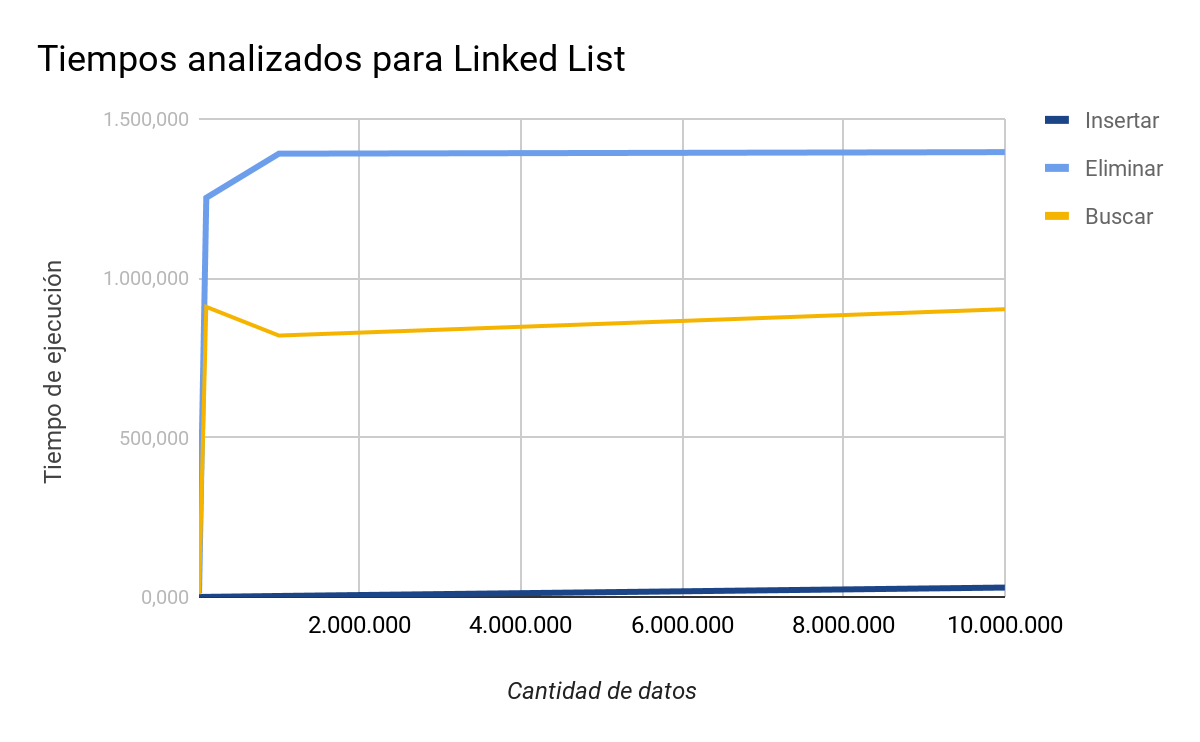 Tiempos analizados para Linked List
1.500,000
1.000,000
500,000
0,000
Tiempo de ejecución
2.000.000 4.000.000 6.000.000 8.000.000 10.000.000
Cantidad de datos
Insertar
Eliminar
Buscar